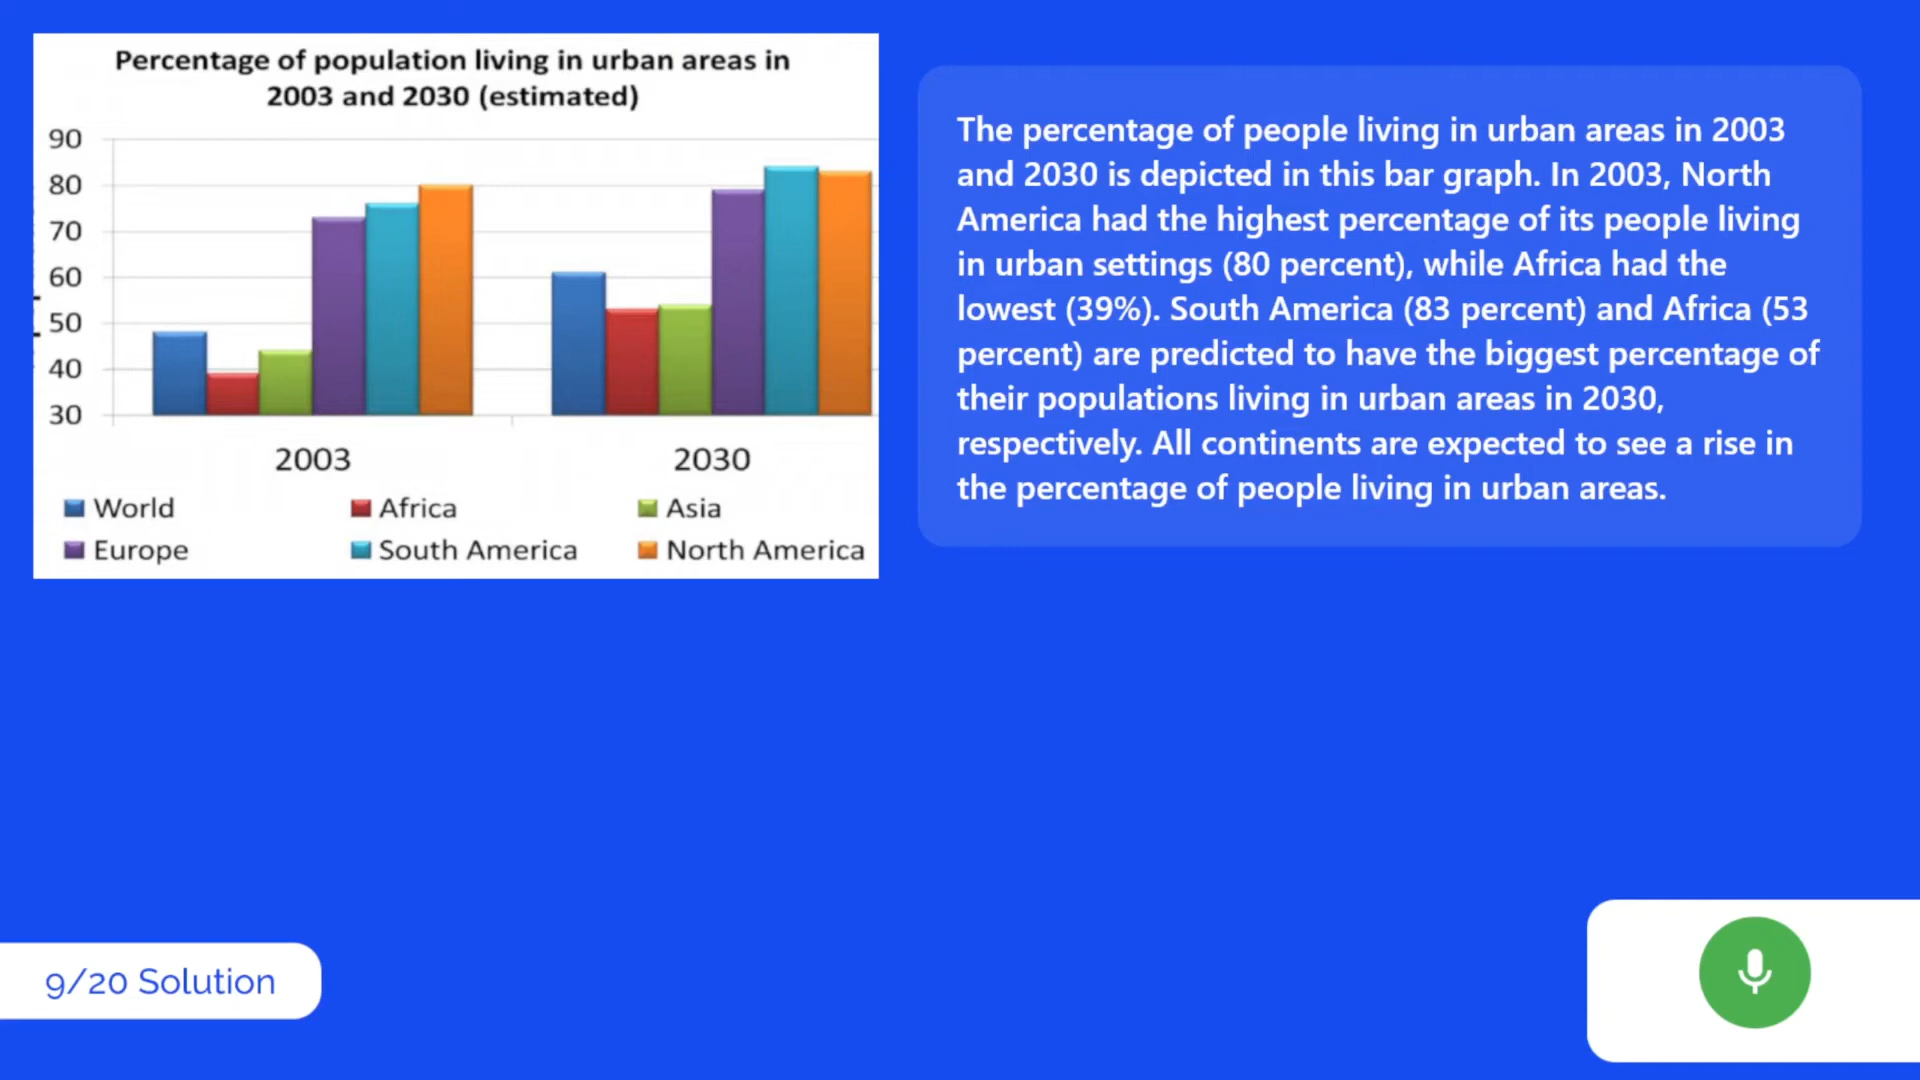 Percentage of population living in urban areas in
2003 and 2030 (estimated)
90
80
70
60
50
40
30
2003
2030
World
Africa
Asia
Europe
South America
North America
The percentage of people living in urban areas in 2003
and 2030 is depicted in this bar graph. In 2003, North
America had the highest percentage of its people living
in urban settings (80 percent), while Africa had the
lowest (39%). South America (83 percent) and Africa (53
percent) are predicted to have the biggest percentage of
their populations living in urban areas in 2030,
respectively. All continents are expected to see a rise in
the percentage of people living in urban areas.
9/20 Solution